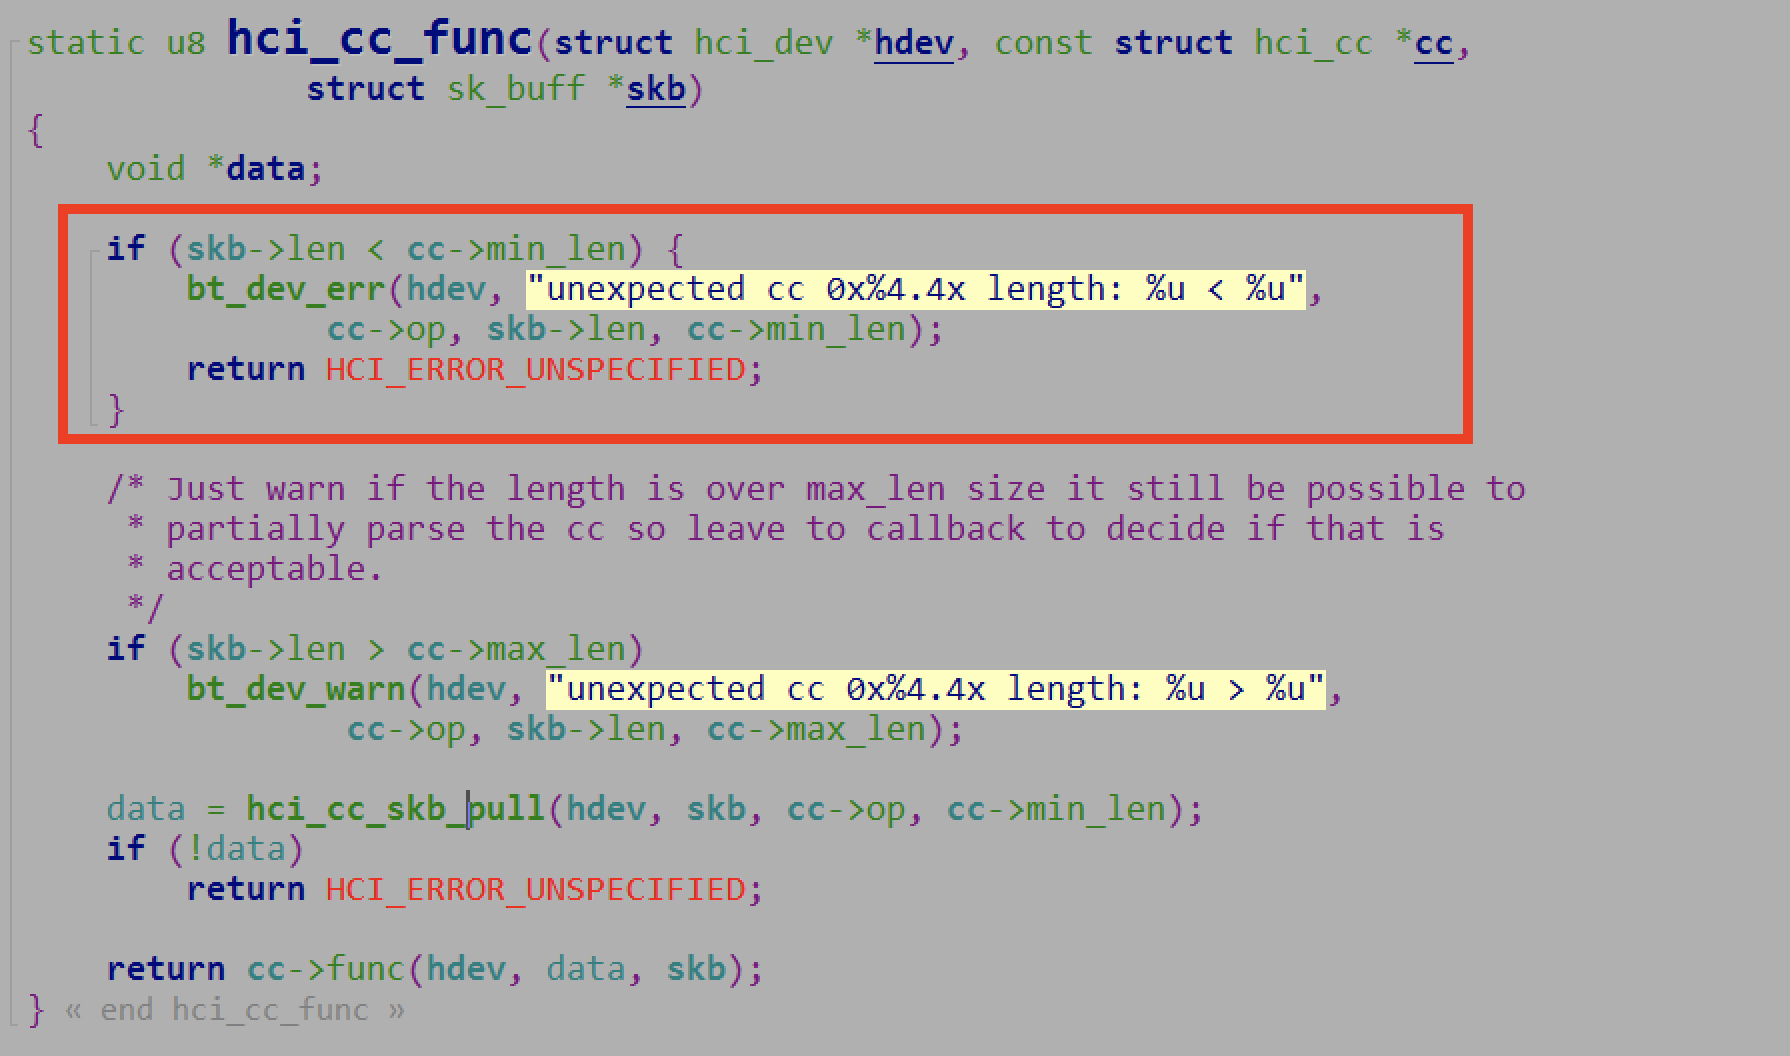 static u8 hci_cc_func(struct hci_dev *hdev, const struct hci_cc *cc,
struct sk_buff *skb)
{
void *data;
if (skb->len < cc->min_len) {
bt_dev_err(hdev, "unexpected cc 0x%4.4x length: %u < %u",
cc->op, skb->len, cc->min_len);
return HCI_ERROR_UNSPECIFIED;
}
/* Just warn if the length is over max_len size it still be possible to
* partially parse the cc so leave to callback to decide if that is
* acceptable.
*/
if (skb->len > cc->max_len)
bt_dev_warn(hdev, "unexpected cc 0x%4.4x length: %u > %u",
cc->op, skb->len, cc->max_len);
data = hci_cc_skb_pull(hdev, skb, cc->op, cc->min_len);
if (!data)
return HCI_ERROR_UNSPECIFIED;
return cc->func(hdev, data, skb);
} « end hci_cc_func »